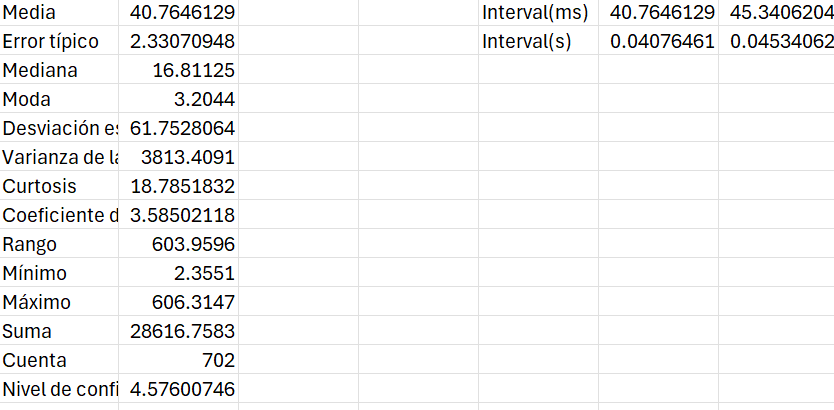 Media 40.7646129 Interval(ms) 40.7646129 45.3406204
Error típico 2.33070948 Interval(s) 0.04076461 0.04534062
Mediana 16.81125
Moda 3.2044
Desviación es 61.7528064
Varianza de la 3813.4091
Curtosis 18.7851832
Coeficiente d 3.58502118
Rango 603.9596
Mínimo 2.3551
Máximo 606.3147
Suma 28616.7583
Cuenta 702
Nivel de confi 4.57600746